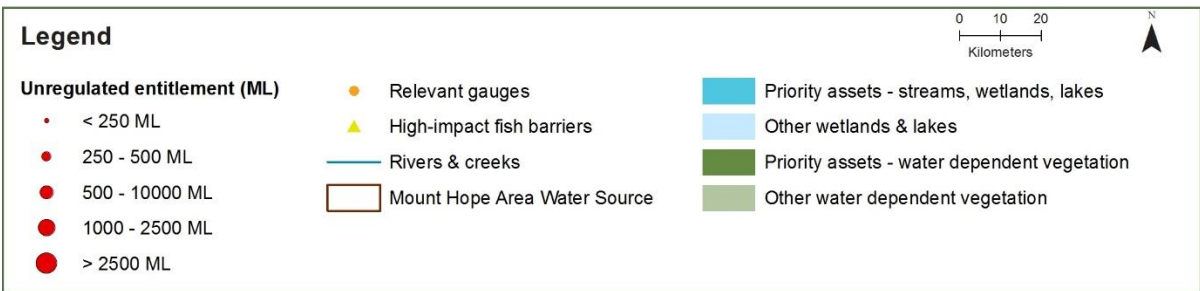 Legend
0 10 20
Kilometers
N
Unregulated entitlement (ML)
< 250 ML
250 - 500 ML
500 - 10000 ML
1000 - 2500 ML
> 2500 ML
Relevant gauges
High-impact fish barriers
Rivers & creeks
Mount Hope Area Water Source
Priority assets - streams, wetlands, lakes
Other wetlands & lakes
Priority assets - water dependent vegetation
Other water dependent vegetation